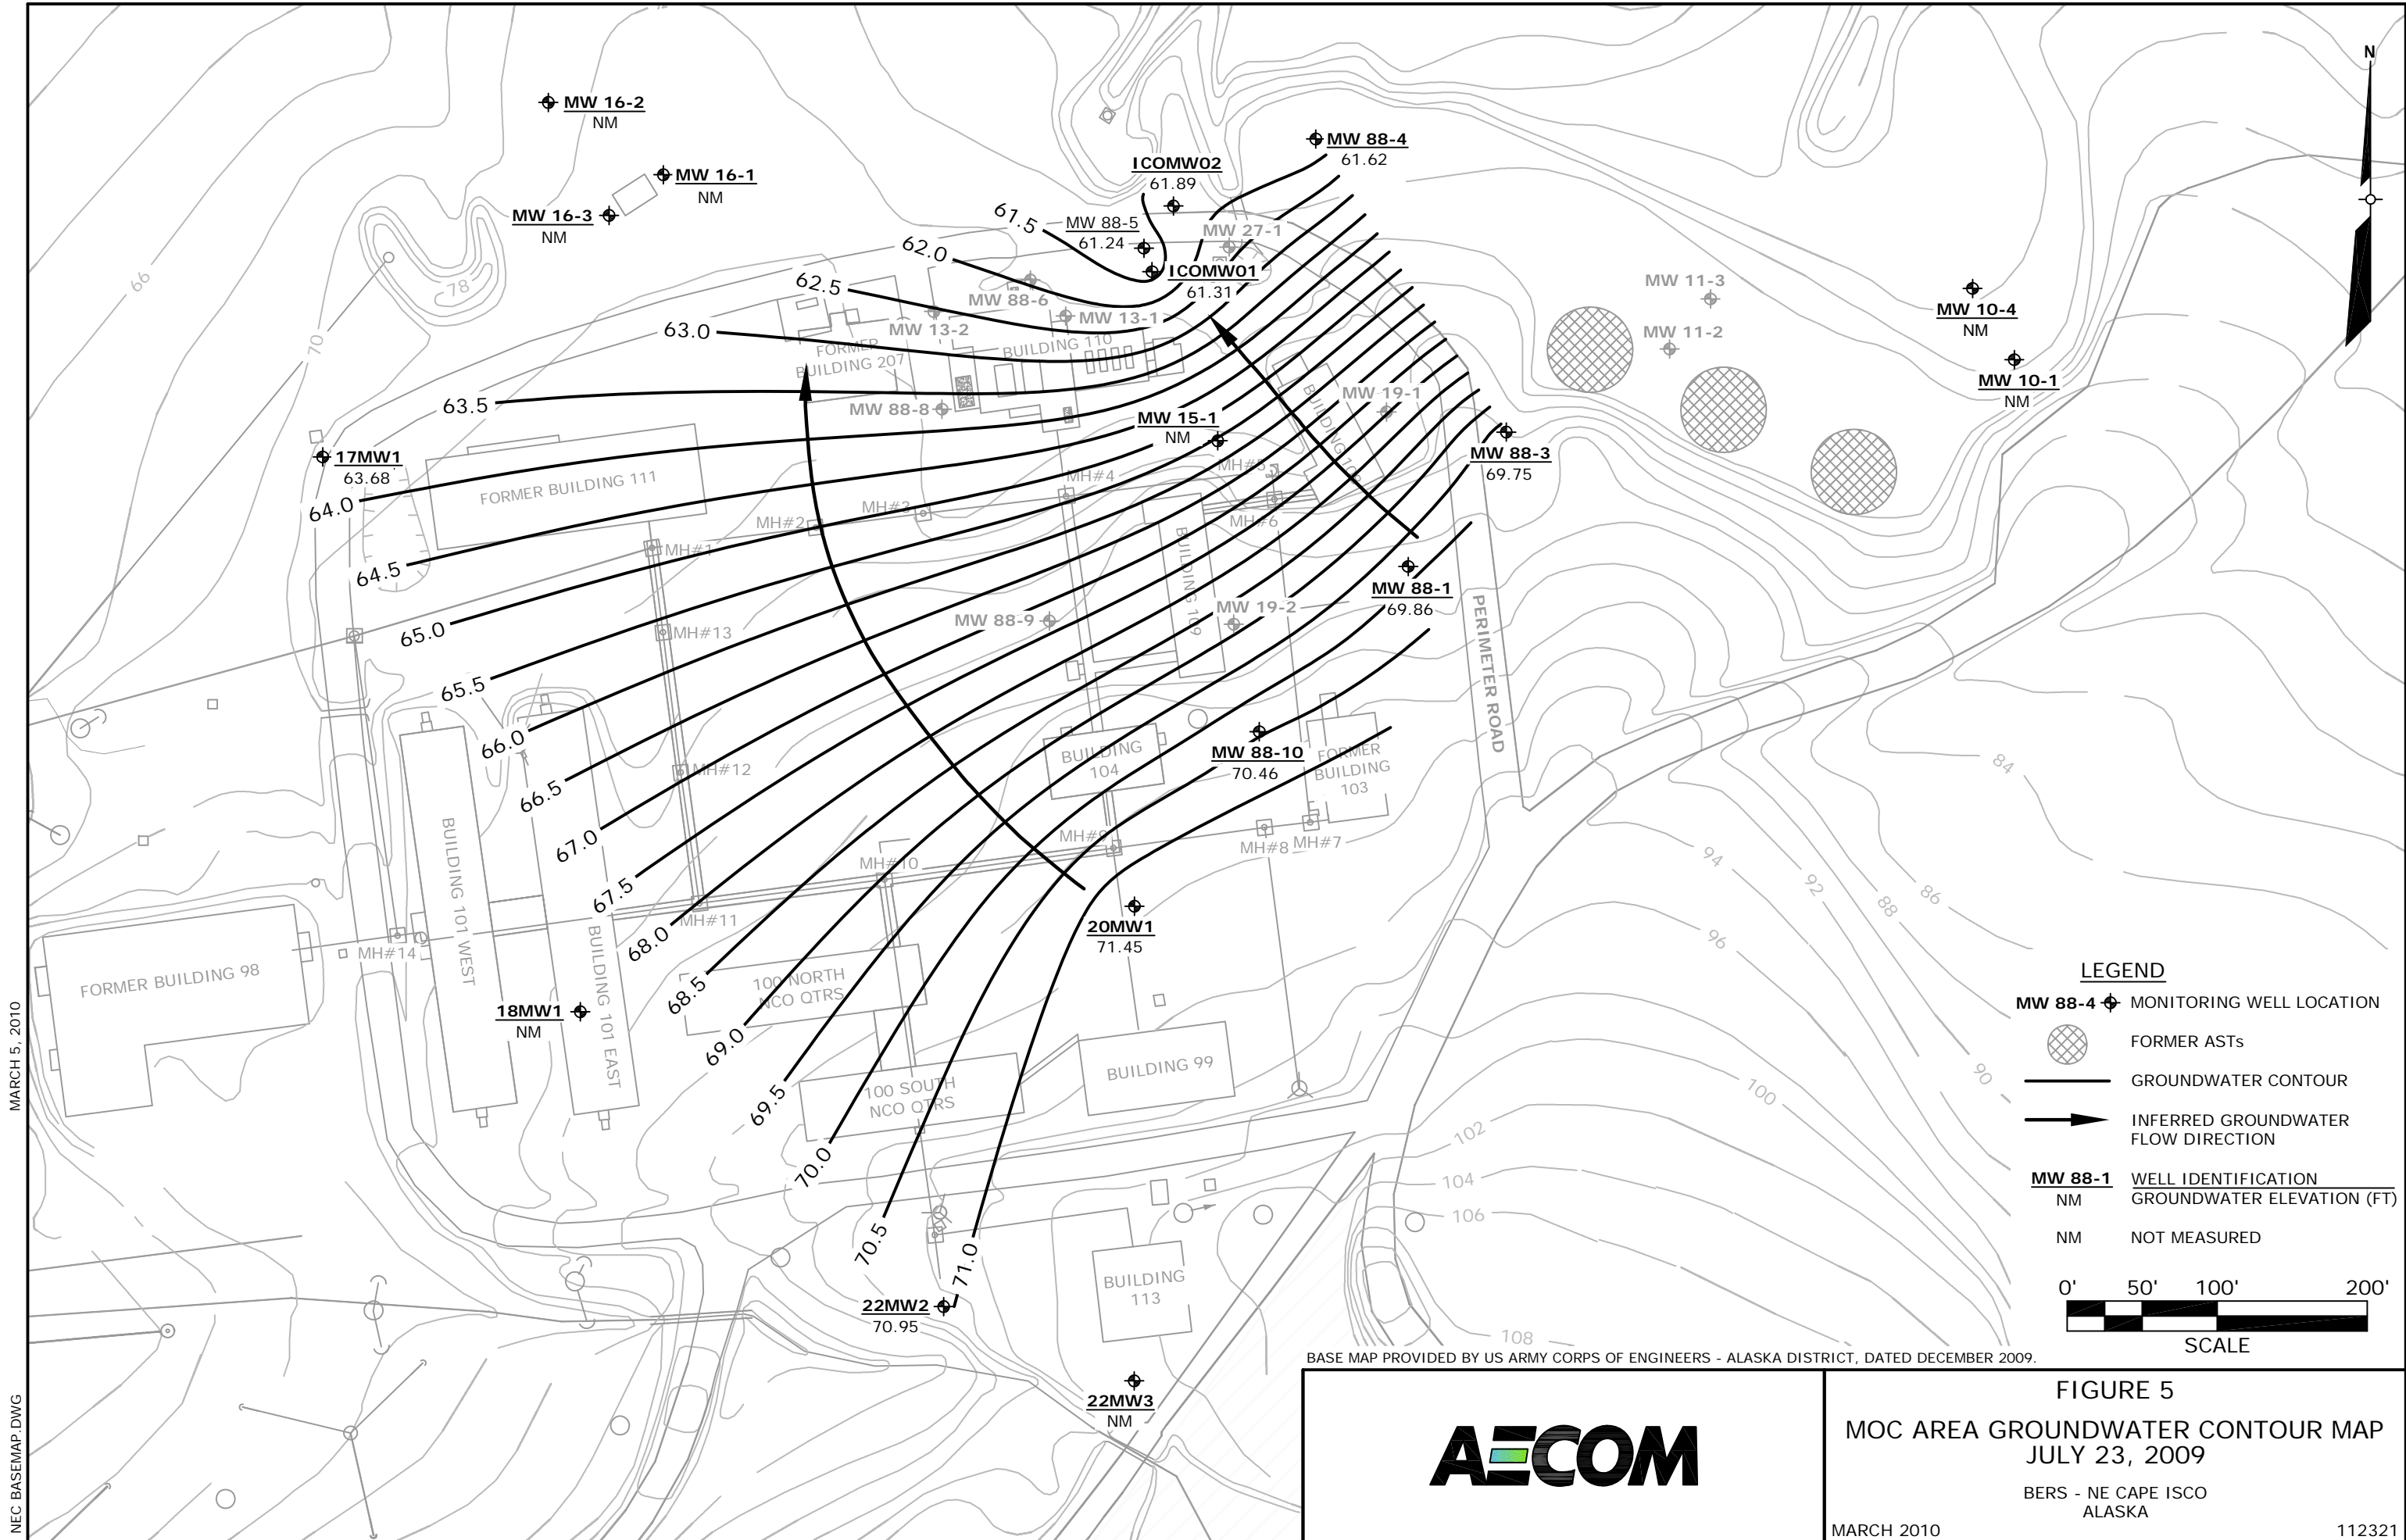 N
MW 16-2
NM
MW 16-1
NM
MW 16-3
NM
MW 88-4
61.62
ICOMW02
61.89
MW 88-5
61.24
MW 27-1
ICOMW01
61.31
MW 88-6
MW 13-2
MW 13-1
MW 11-3
MW 11-2
MW 10-4
NM
MW 10-1
NM
66
70
78
61.5
62.0
62.5
63.0
63.5
64.0
64.5
65.0
65.5
66.0
66.5
67.0
67.5
68.0
68.5
69.0
69.5
70.0
70.5
71.0
FORMER
BUILDING 207
BUILDING 110
MW 88-8
MW 15-1
NM
MW 19-1
MW 88-3
69.75
17MW1
63.68
FORMER BUILDING 111
MH#1
MH#2
MH#3
MH#4
MH#5
MH#6
BUILDING 109
MW 88-1
69.86
MW 88-9
MW 19-2
MH#13
MH#12
PERIMETER ROAD
BUILDING
104
MW 88-10
70.46
FORMER
BUILDING
103
MH#9
MH#8
MH#7
MH#10
MH#11
MH#14
20MW1
71.45
BUILDING 101 WEST
BUILDING 101 EAST
FORMER BUILDING 98
18MW1
NM
100 NORTH
NCO QTRS
100 SOUTH
NCO QTRS
BUILDING 99
22MW2
70.95
BUILDING
113
22MW3
NM
84
86
88
90
92
94
96
100
102
104
106
108
LEGEND
MW 88-4 MONITORING WELL LOCATION
FORMER ASTs
GROUNDWATER CONTOUR
INFERRED GROUNDWATER
FLOW DIRECTION
MW 88-1 WELL IDENTIFICATION
NM GROUNDWATER ELEVATION (FT)
NM NOT MEASURED
0' 50' 100' 200'
SCALE
BASE MAP PROVIDED BY US ARMY CORPS OF ENGINEERS - ALASKA DISTRICT, DATED DECEMBER 2009.
AECOM
FIGURE 5
MOC AREA GROUNDWATER CONTOUR MAP
JULY 23, 2009
BERS - NE CAPE ISCO
ALASKA
MARCH 2010 112321
MARCH 5, 2010
NEC BASEMAP.DWG